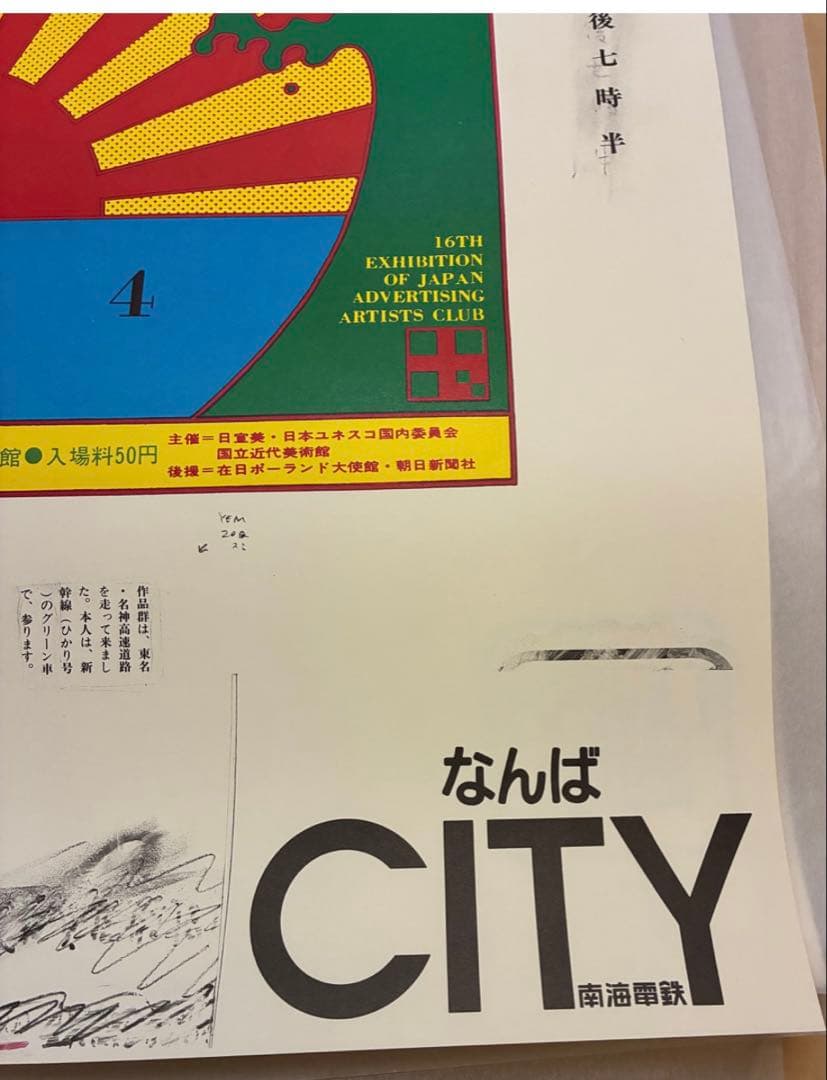 後七時半
16TH
EXHIBITION
OF JAPAN
ADVERTISING
ARTISTS CLUB
4
館●入場料50円
主催=日宣美・日本ユネスコ国内委員会
国立近代美術館
後援=在日ポーランド大使館・朝日新聞社
YEM
作品群は、東名
・名神高速道路
を走って来まし
た。本人は、新
幹線(ひかり号
)のグリーン車
で、参ります。
なんば
CITY
南海電鉄